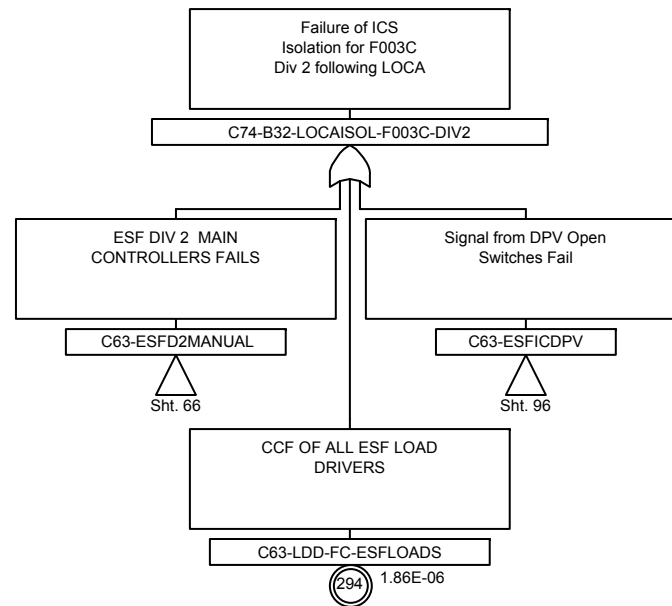 Failure of ICS
Isolation for F003C
Div 2 following LOCA
C74-B32-LOCAISOL-F003C-DIV2
ESF DIV 2 MAIN
CONTROLLERS FAILS
C63-ESFD2MANUAL
Sht. 66
Signal from DPV Open
Switches Fail
C63-ESFICDPV
Sht. 96
CCF OF ALL ESF LOAD
DRIVERS
C63-LDD-FC-ESFLOADS
294
1.86E-06